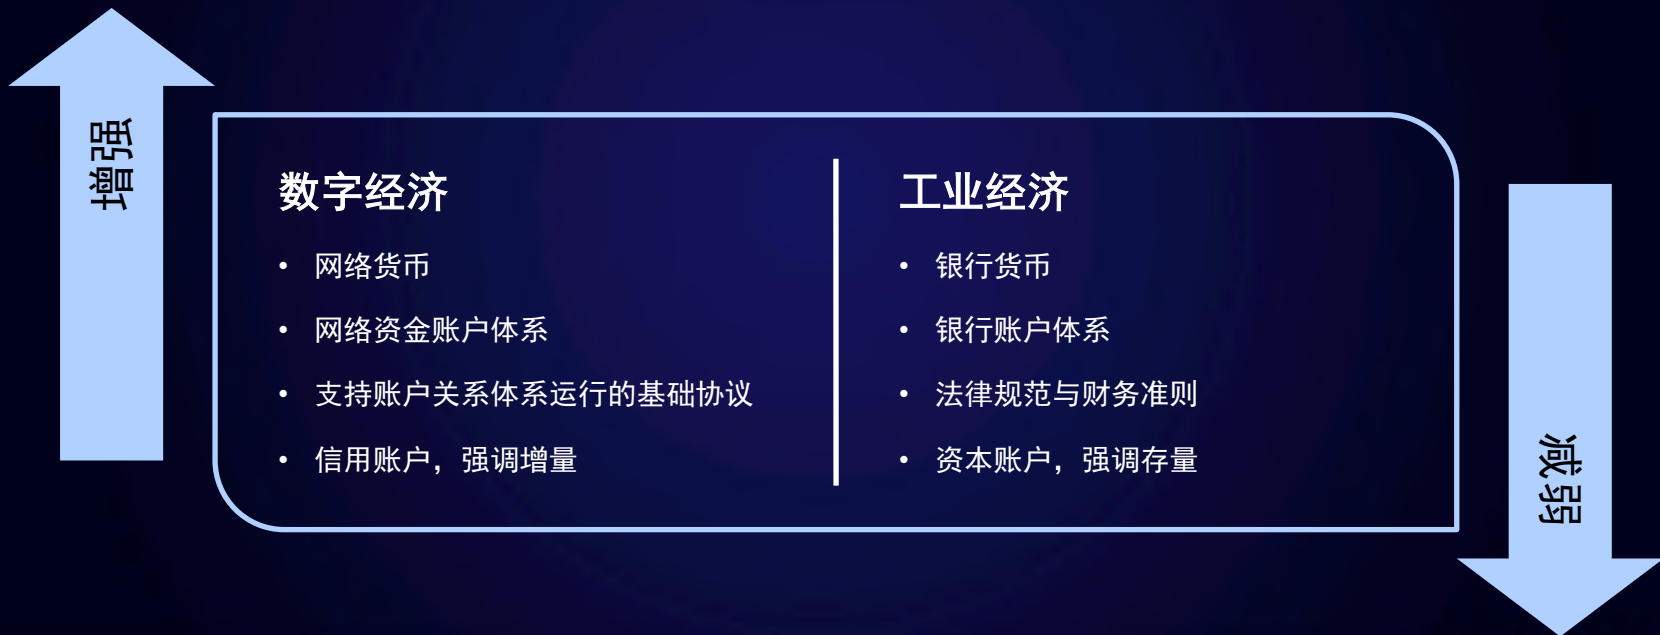 增强
数字经济
• 网络货币
• 网络资金账户体系
• 支持账户关系体系运行的基础协议
• 信用账户，强调增量
工业经济
• 银行货币
• 银行账户体系
• 法律规范与财务准则
• 资本账户，强调存量
减弱